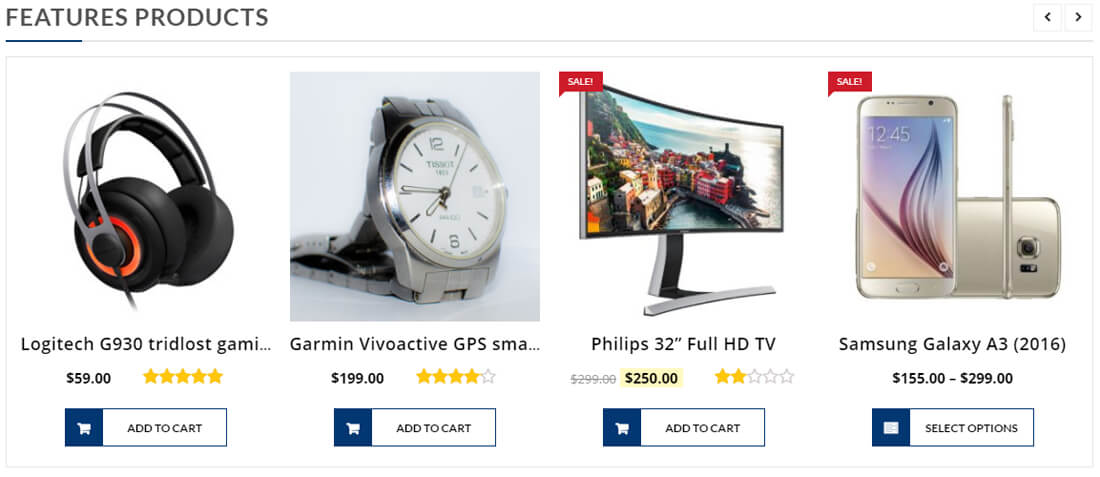 FEATURES PRODUCTS
SALE!
SALE!
TISSOT
1853
12:45
Logitech G930 tridlost gami...
Garmin Vivoactive GPS sma...
Philips 32” Full HD TV
Samsung Galaxy A3 (2016)
$59.00
$199.00
$299.00 $250.00
$155.00 – $299.00
ADD TO CART
ADD TO CART
ADD TO CART
SELECT OPTIONS